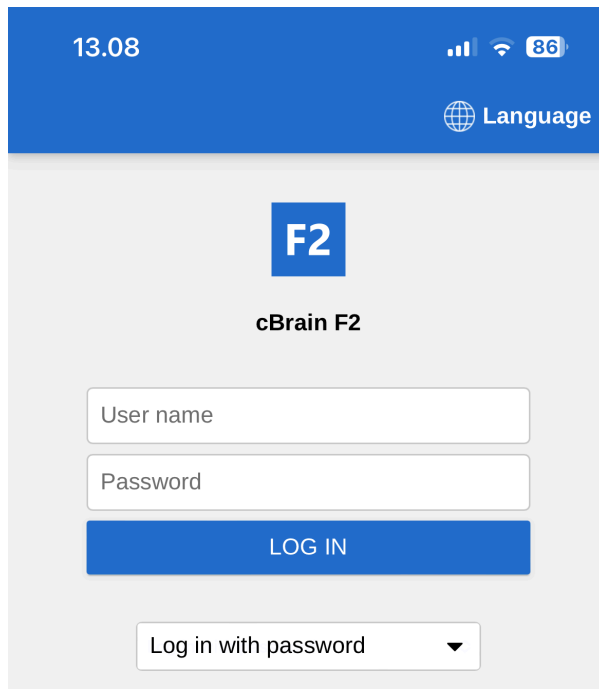 13.08
86
Language
F2
cBrain F2
User name
Password
LOG IN
Log in with password